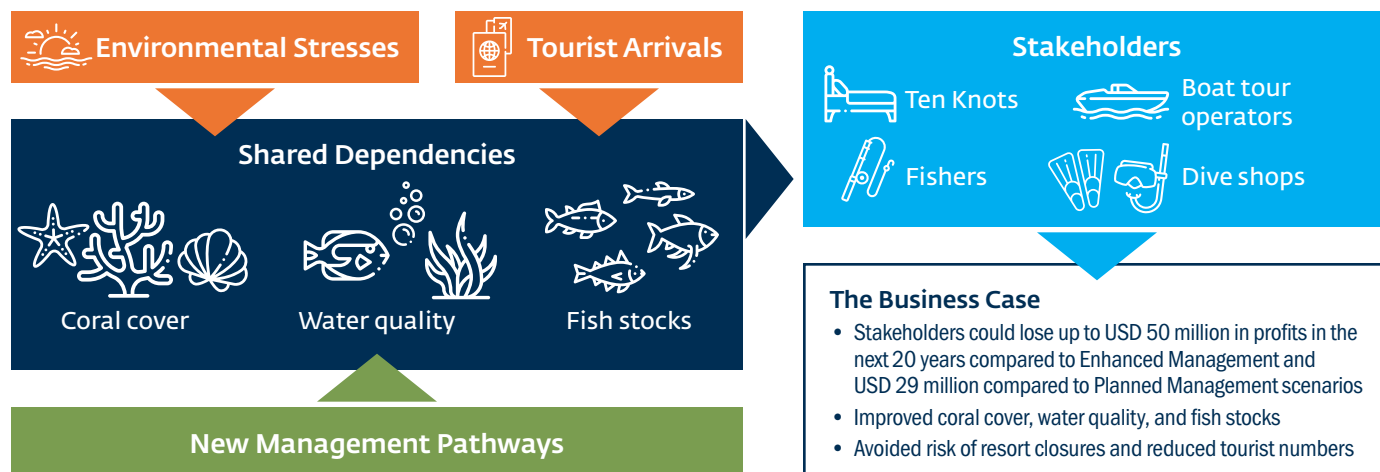 Environmental Stresses
Tourist Arrivals
Shared Dependencies
Coral cover
Water quality
Fish stocks
New Management Pathways
Stakeholders
Ten Knots
Boat tour
operators
Fishers
Dive shops
The Business Case
• Stakeholders could lose up to USD 50 million in profits in the
next 20 years compared to Enhanced Management and
USD 29 million compared to Planned Management scenarios
• Improved coral cover, water quality, and fish stocks
• Avoided risk of resort closures and reduced tourist numbers